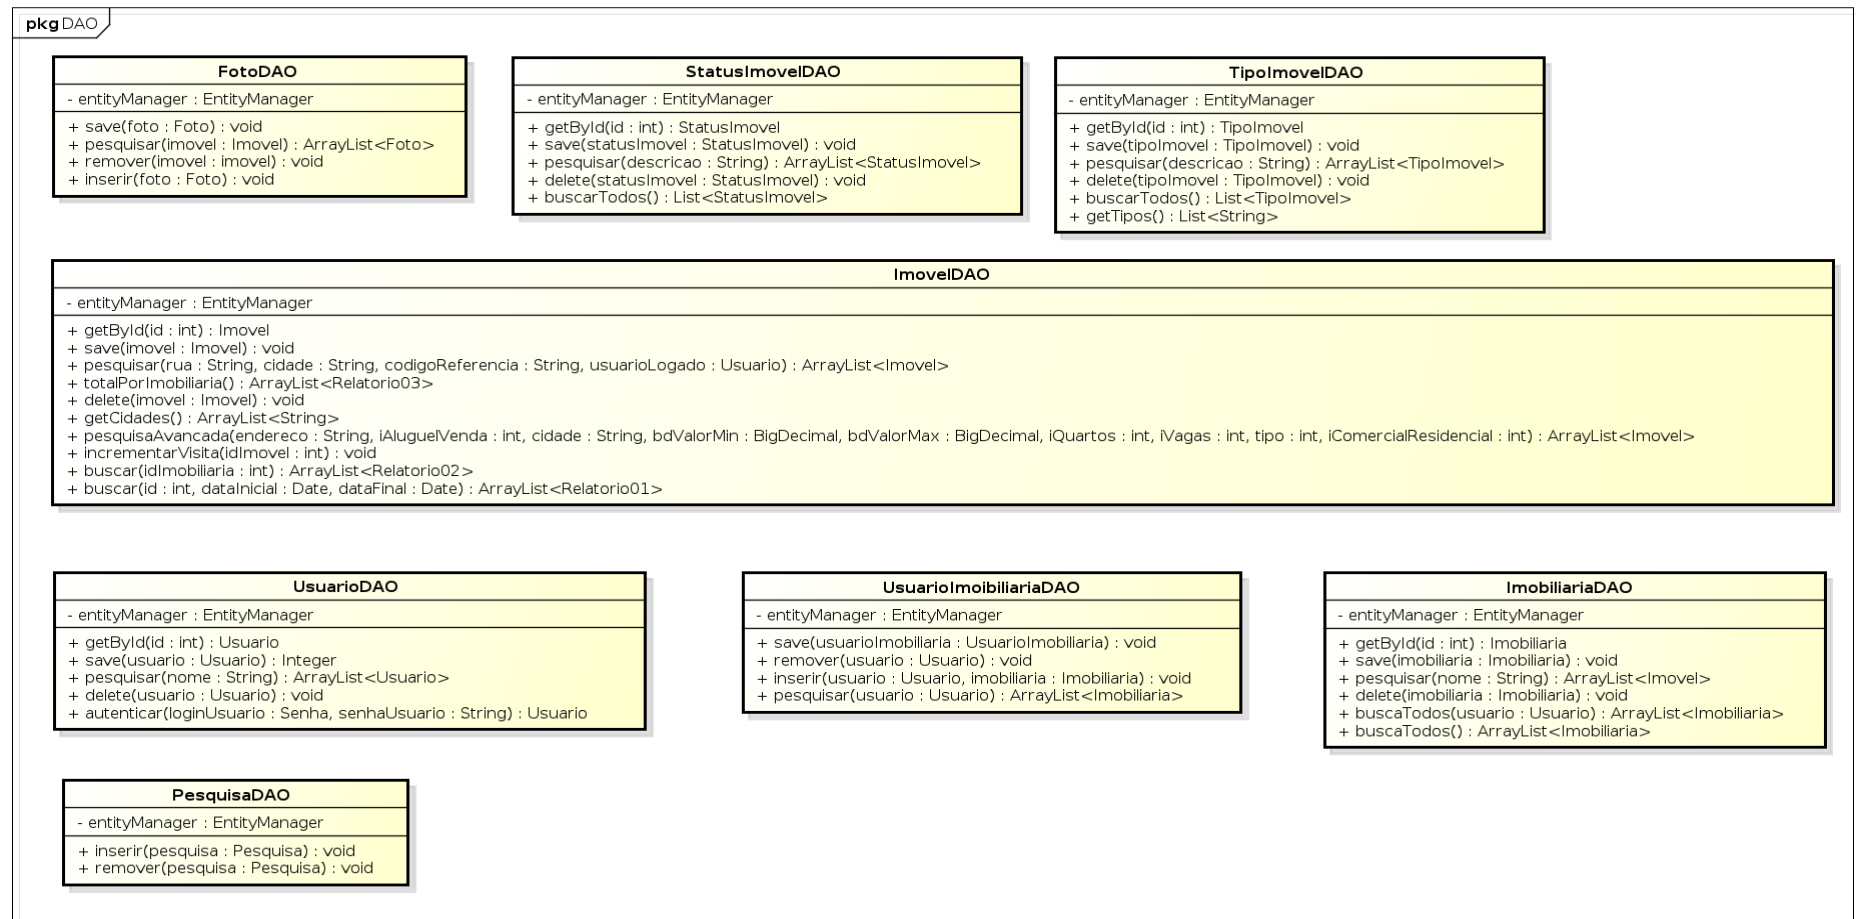 pkg DAO
FotoDAO
- entityManager : EntityManager
+ save(foto : Foto) : void
+ pesquisar(imovel : Imovel) : ArrayList<Foto>
+ remover(imovel : imovel) : void
+ inserir(foto : Foto) : void
StatusImovelDAO
- entityManager : EntityManager
+ getById(id : int) : StatusImovel
+ save(statusImovel : StatusImovel) : void
+ pesquisar(descricao : String) : ArrayList<StatusImovel>
+ delete(statusImovel : StatusImovel) : void
+ buscarTodos() : List<StatusImovel>
TipoImovelDAO
- entityManager : EntityManager
+ getById(id : int) : TipoImovel
+ save(tipoImovel : TipoImovel) : void
+ pesquisar(descricao : String) : ArrayList<TipoImovel>
+ delete(tipoImovel : TipoImovel) : void
+ buscarTodos() : List<TipoImovel>
+ getTipos() : List<String>
ImovelDAO
- entityManager : EntityManager
+ getById(id : int) : Imovel
+ save(imovel : Imovel) : void
+ pesquisar(rua : String, cidade : String, codigoReferencia : String, usuarioLogado : Usuario) : ArrayList<Imovel>
+ totalPorImobiliaria() : ArrayList<Relatorio03>
+ delete(imovel : Imovel) : void
+ getCidades() : ArrayList<String>
+ pesquisaAvancada(endereco : String, iAluguelVenda : int, cidade : String, bdValorMin : BigDecimal, bdValorMax : BigDecimal, iQuartos : int, iVagas : int, tipo : int, iComercialResidencial : int) : ArrayList<Imovel>
+ incrementarVisita(idImovel : int) : void
+ buscar(idImobiliaria : int) : ArrayList<Relatorio02>
+ buscar(id : int, dataInicial : Date, dataFinal : Date) : ArrayList<Relatorio01>
UsuarioDAO
- entityManager : EntityManager
+ getById(id : int) : Usuario
+ save(usuario : Usuario) : Integer
+ pesquisar(nome : String) : ArrayList<Usuario>
+ delete(usuario : Usuario) : void
+ autenticar(loginUsuario : Senha, senhaUsuario : String) : Usuario
UsuarioImoibiliariaDAO
- entityManager : EntityManager
+ save(usuarioImobiliaria : UsuarioImobiliaria) : void
+ remover(usuario : Usuario) : void
+ inserir(usuario : Usuario, imobiliaria : Imobiliaria) : void
+ pesquisar(usuario : Usuario) : ArrayList<Imobiliaria>
ImobiliariaDAO
- entityManager : EntityManager
+ getById(id : int) : Imobiliaria
+ save(imobiliaria : Imobiliaria) : void
+ pesquisar(nome : String) : ArrayList<Imovel>
+ delete(imobiliaria : Imobiliaria) : void
+ buscaTodos(usuario : Usuario) : ArrayList<Imobiliaria>
+ buscaTodos() : ArrayList<Imobiliaria>
PesquisaDAO
- entityManager : EntityManager
+ inserir(pesquisa : Pesquisa) : void
+ remover(pesquisa : Pesquisa) : void